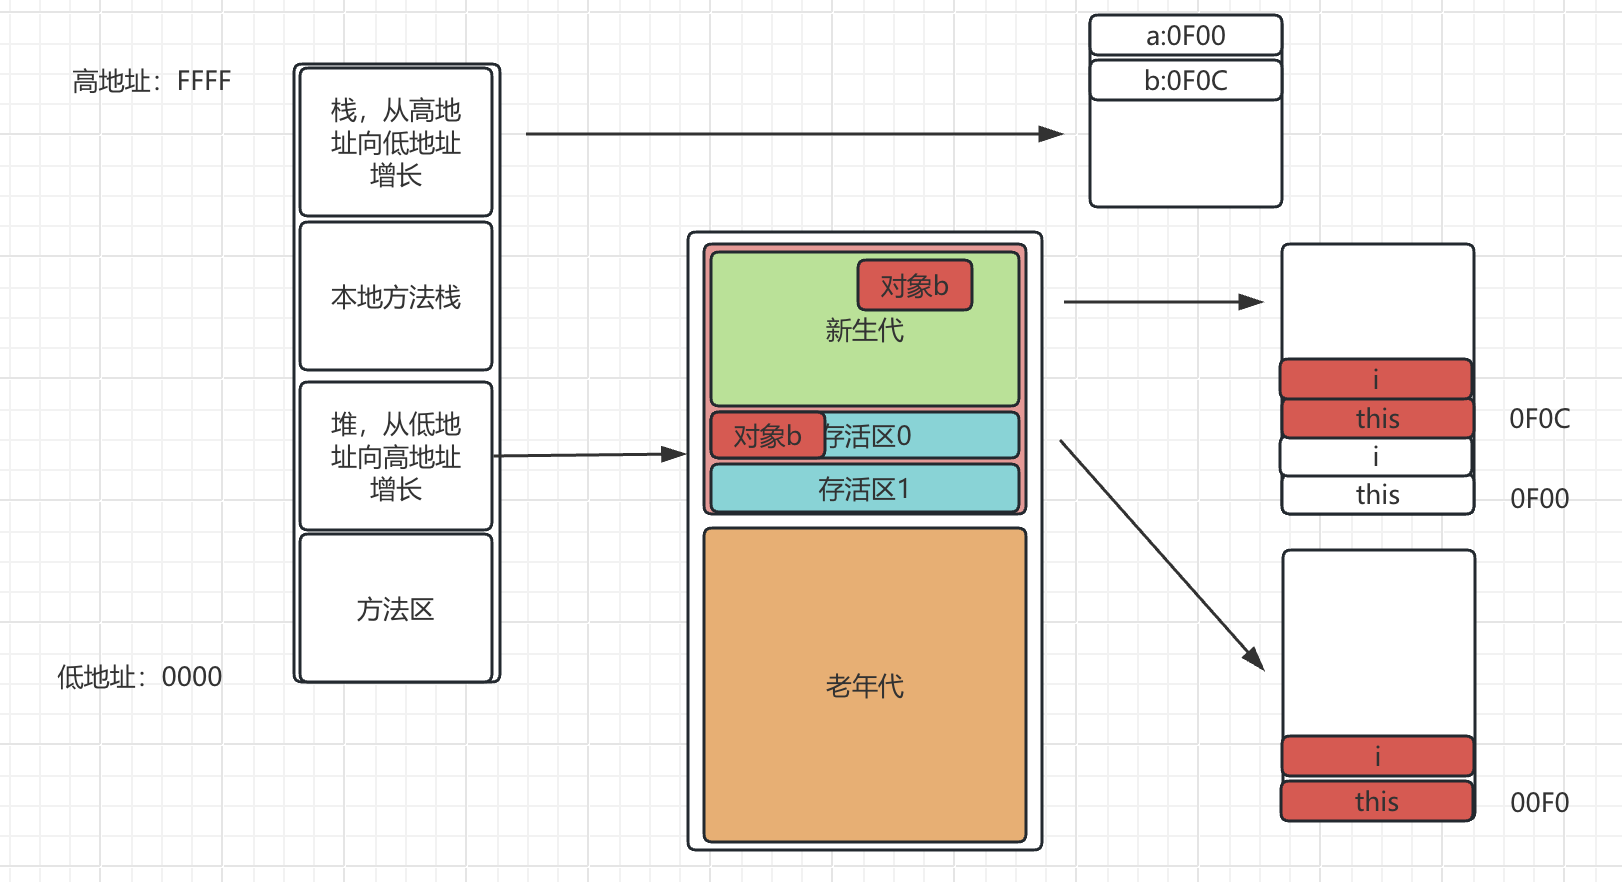 高地址：FFFF
栈，从高地
址向低地址
增长
本地方法栈
堆，从低地
址向高地址
增长
方法区
低地址：0000
a:0F00
b:0F0C
对象b
新生代
对象b
存活区0
存活区1
老年代
i
this
0F0C
i
this
0F00
i
this
00F0